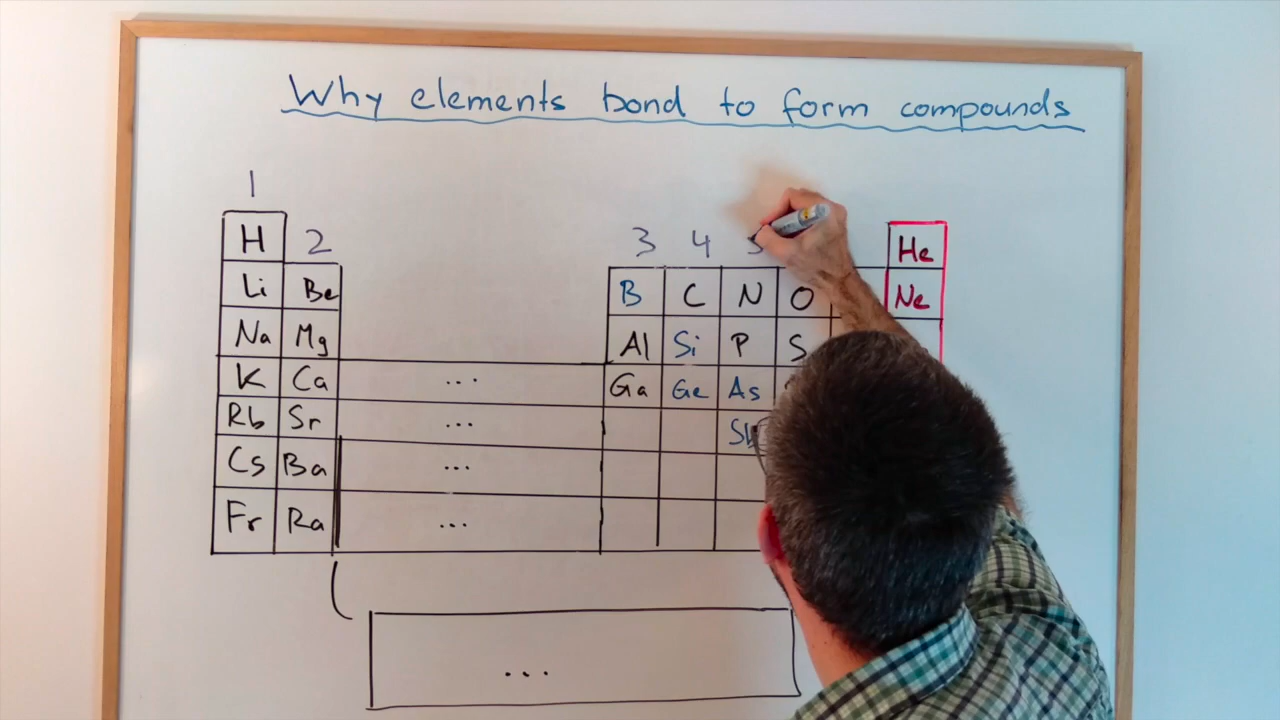 Why elements bond to form compounds
1
H 2 3 4 5 He
Li Be B C N O Ne
Na Mg Al Si P S
K Ca ... Ga Ge As
Rb Sr ...
Cs Ba ...
Fr Ra ...
...